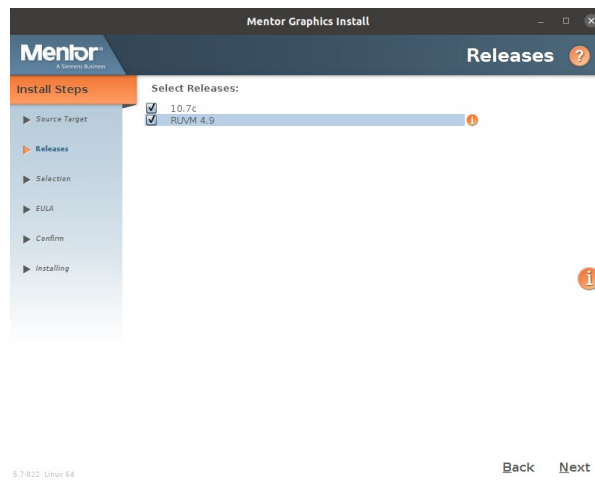 Mentor Graphics Install
Mentor®
A Siemens Business
Releases ?
Install Steps
Source Target
Releases
Selection
EULA
Confirm
Installing
Select Releases:
10.7c
RUVM 4.9 i
i
5.7-022 Linux 64
Back Next